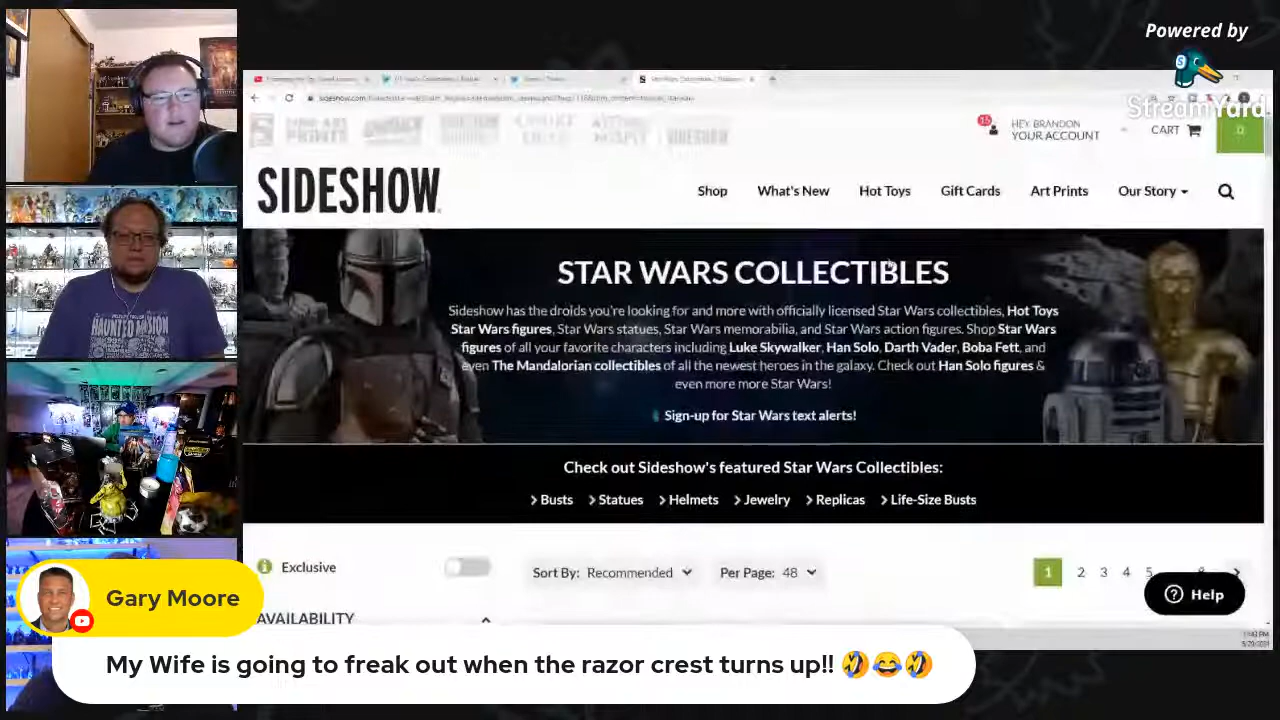 Powered by
StreamYard
HEY, BRANDON
YOUR ACCOUNT
CART
0
15
SIDESHOW
Shop
What's New
Hot Toys
Gift Cards
Art Prints
Our Story
STAR WARS COLLECTIBLES
Sideshow has the droids you're looking for and more with officially licensed Star Wars collectibles, Hot Toys
Star Wars figures, Star Wars statues, Star Wars memorabilia, and Star Wars action figures. Shop Star Wars
figures of all your favorite characters including Luke Skywalker, Han Solo, Darth Vader, Boba Fett, and
even The Mandalorian collectibles of all the newest heroes in the galaxy. Check out Han Solo figures &
even more more Star Wars!
Sign-up for Star Wars text alerts!
Check out Sideshow's featured Star Wars Collectibles:
Busts
Statues
Helmets
Jewelry
Replicas
Life-Size Busts
Exclusive
Sort By: Recommended
Per Page: 48
1 2 3 4 5
Help
AVAILABILITY
HAUNTED MANSION
Gary Moore
My Wife is going to freak out when the razor crest turns up!! 🤣😂🤣